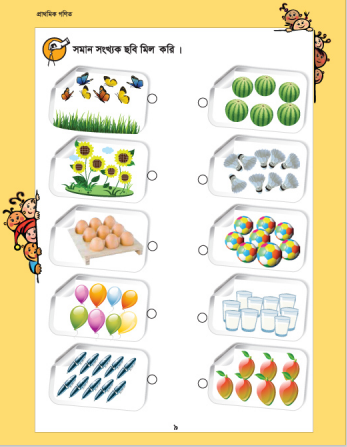 প্রাথমিক গণিত
সমান সংখ্যক ছবি মিল করি ।
৯